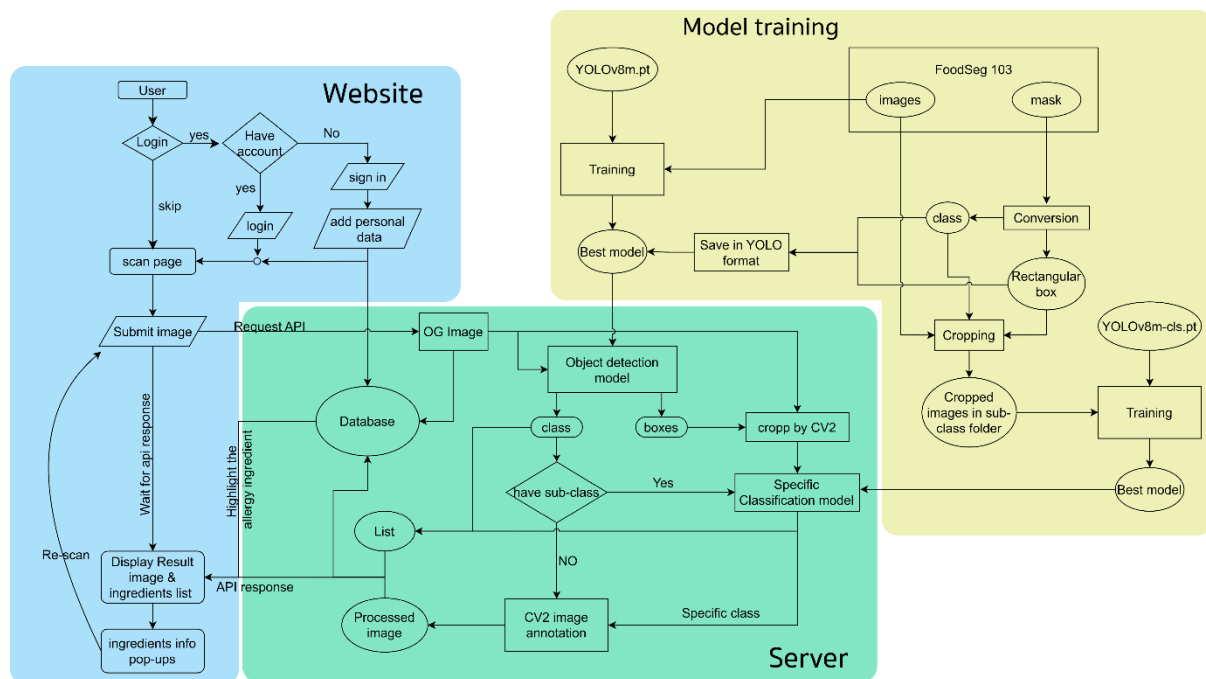 Model training
Website
User
Login
yes
Have
account
No
sign in
yes
skip
login
add personal
data
scan page
Submit image
Request API
Wait for api response
Highlight the
allergy ingredient
Re-scan
Display Result
image &
ingredients list
API response
ingredients info
pop-ups
YOLOv8m.pt
FoodSeg 103
images
mask
Training
class
Conversion
Best model
Save in YOLO
format
Rectangular
box
Cropping
YOLOv8m-cls.pt
Cropped
images in sub-
class folder
Training
Best model
OG Image
Object detection
model
Database
class
boxes
cropp by CV2
have sub-class
Yes
Specific
Classification model
List
NO
Processed
image
CV2 image
annotation
Specific class
Server